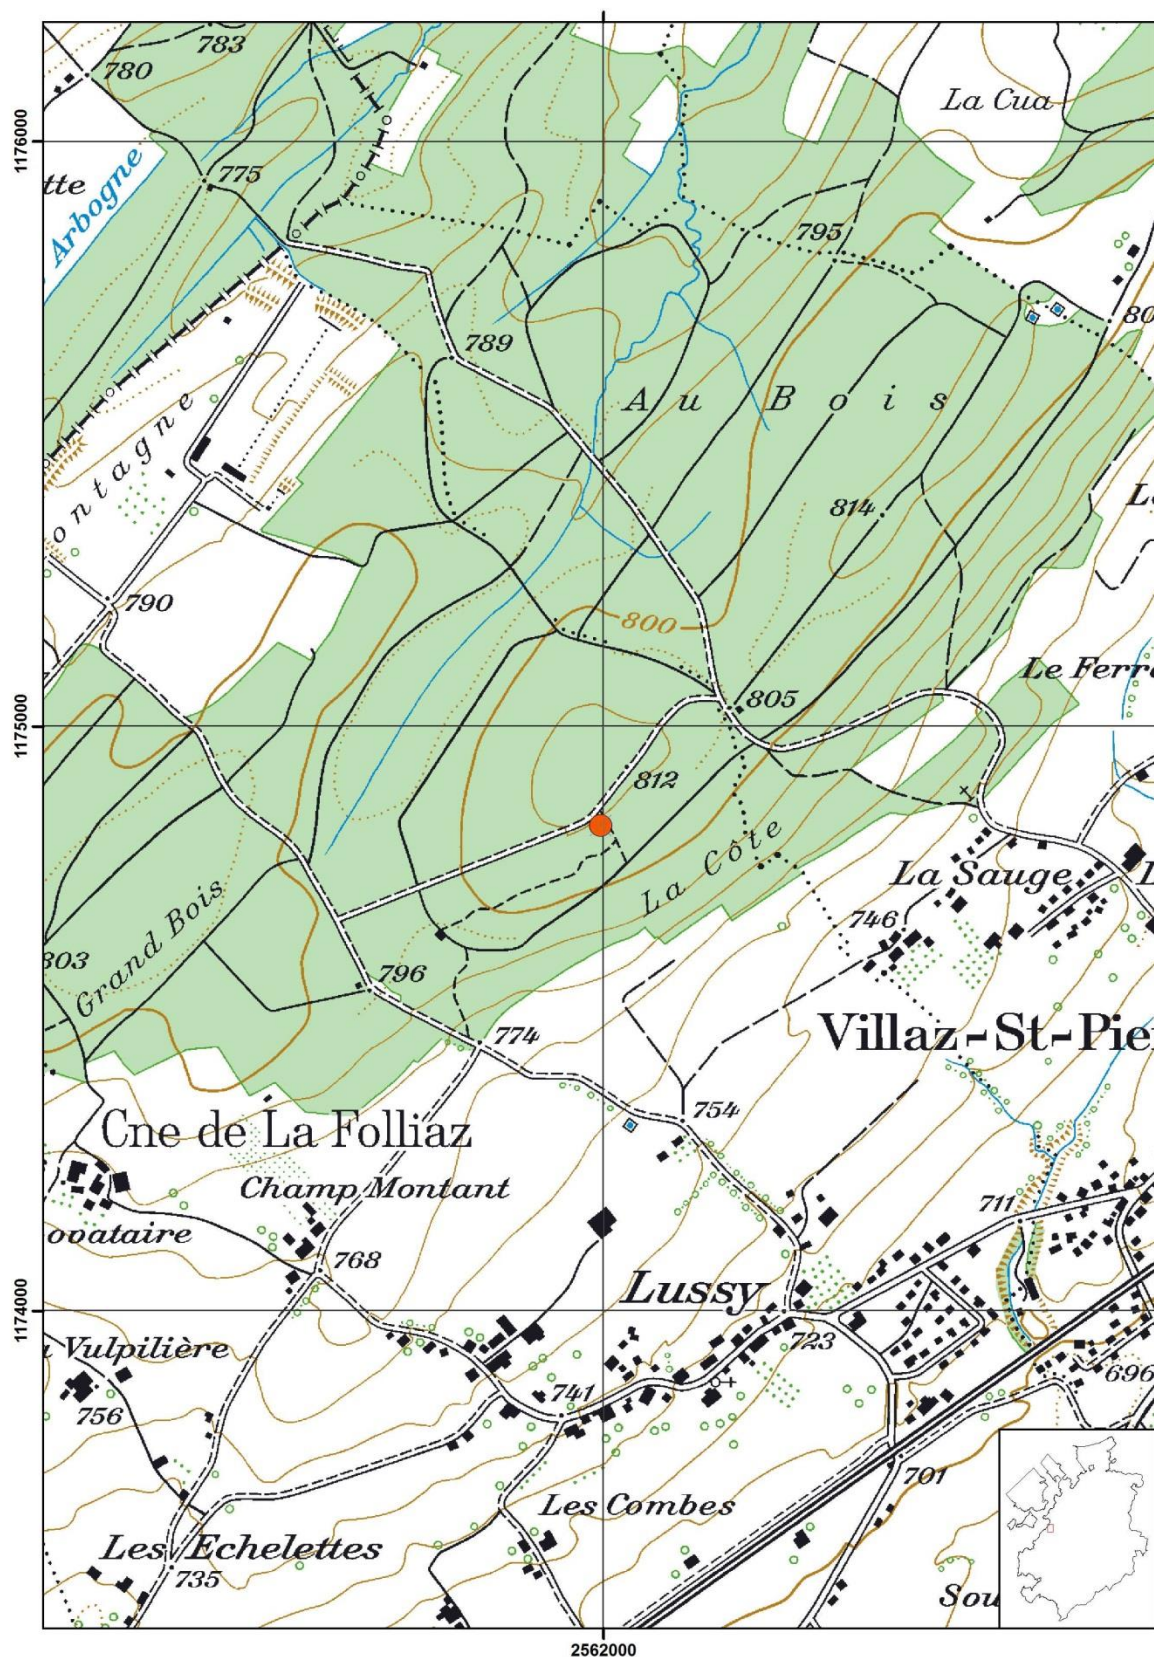 783
780
La Cua
1176000
775
tte
Arbogne
795
80
789
Au Bois
ontagne
814
Le
790
800
Le Ferr
805
1175000
812
La Côte
La Sauge
L
746
Grand Bois
803
796
774
Villaz-St-Pie
754
Cne de La Folliaz
Champ Montant
711
ovataire
768
Lussy
1174000
723
Vulpilière
696
741
756
701
Les Combes
Les Echelettes
735
Sou
2562000